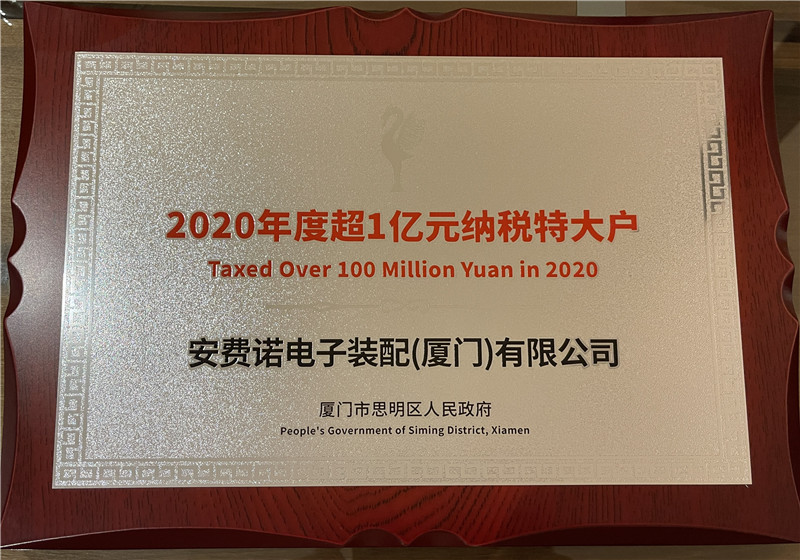 2020年度超1亿元纳税特大户
Taxed Over 100 Million Yuan in 2020
安费诺电子装配(厦门)有限公司
厦门市思明区人民政府
People's Government of Siming District, Xiamen